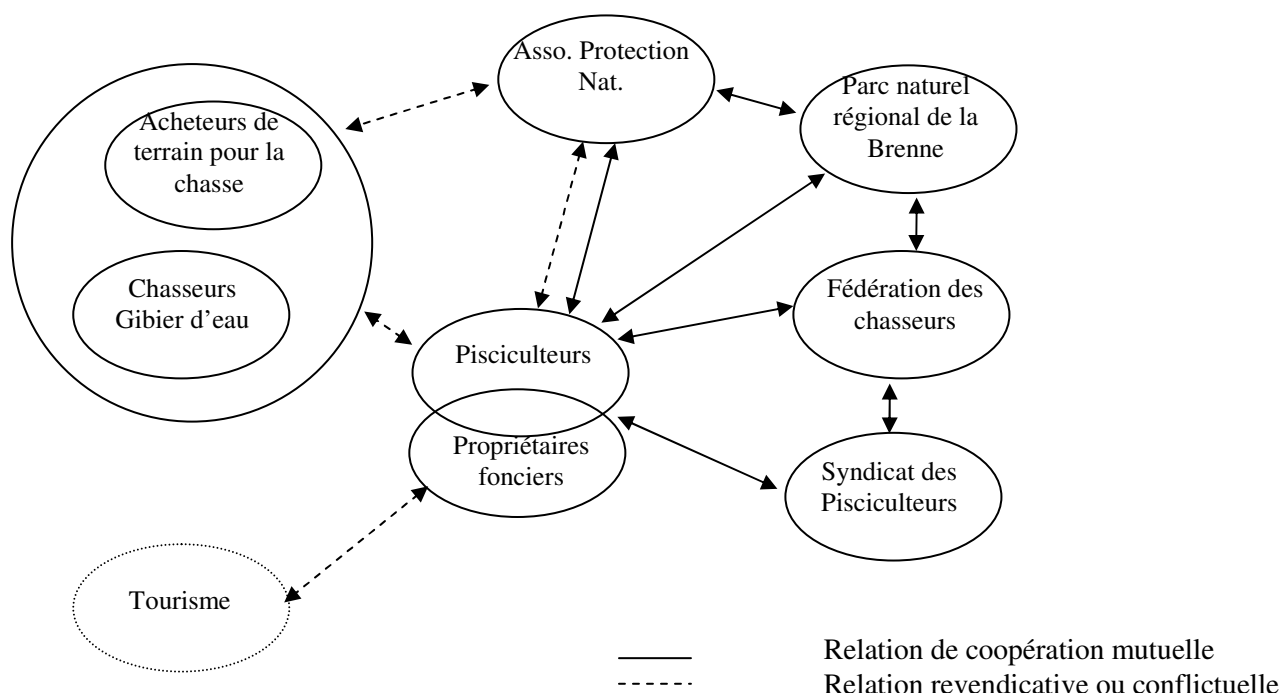 Asso. Protection
Nat.
Parc naturel
régional de la
Brenne
Acheteurs de
terrain pour la
chasse
Chasseurs
Gibier d'eau
Fédération des
chasseurs
Pisciculteurs
Propriétaires
fonciers
Syndicat des
Pisciculteurs
Tourisme
Relation de coopération mutuelle
Relation revendicative ou conflictuelle